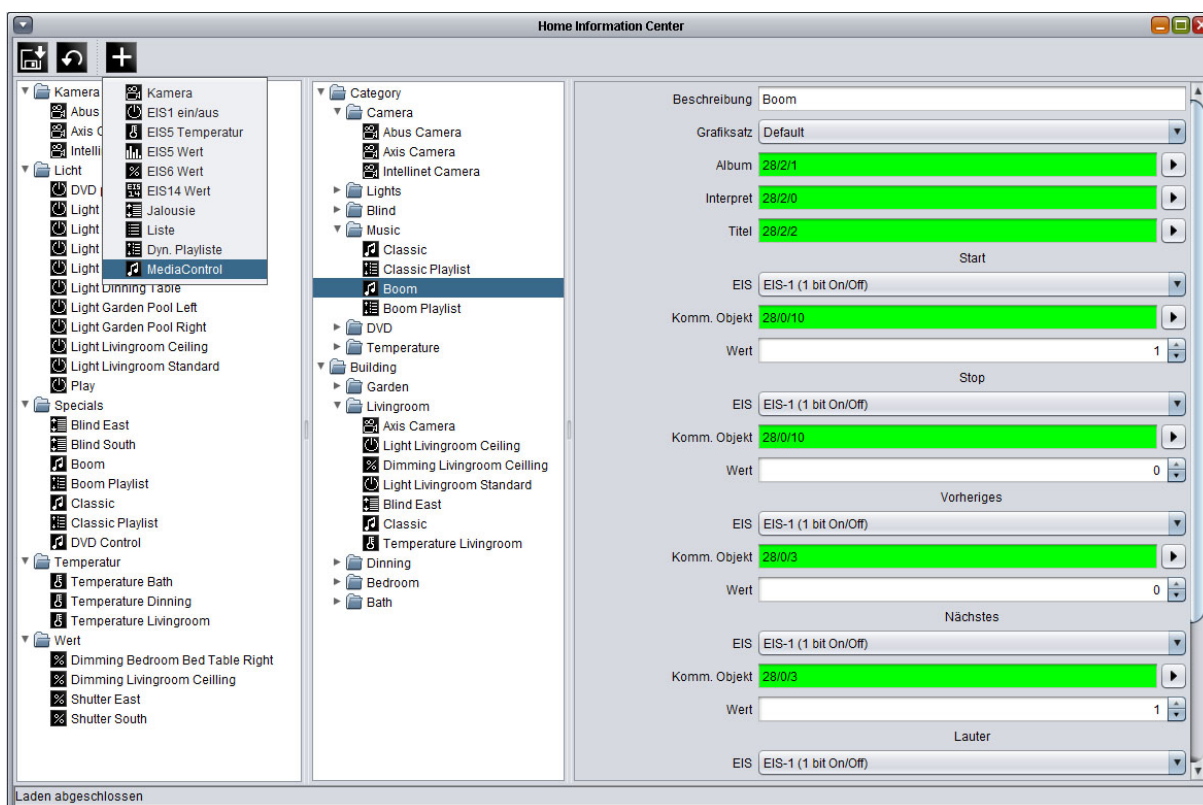 Home Information Center
Kamera
Abus
Axis C
Intelli
Licht
DVD
Light
Light
Light
Light
Light Dinning Table
Light Garden Pool Left
Light Garden Pool Right
Light Livingroom Ceiling
Light Livingroom Standard
Play
Specials
Blind East
Blind South
Boom
Boom Playlist
Classic
Classic Playlist
DVD Control
Temperatur
Temperature Bath
Temperature Dinning
Temperature Livingroom
Wert
Dimming Bedroom Bed Table Right
Dimming Livingroom Ceilling
Shutter East
Shutter South
Kamera
EIS1 ein/aus
EIS5 Temperatur
EIS5 Wert
EIS6 Wert
EIS14 Wert
Jalousie
Liste
Dyn. Playliste
MediaControl
Category
Camera
Abus Camera
Axis Camera
Intellinet Camera
Lights
Blind
Music
Classic
Classic Playlist
Boom
Boom Playlist
DVD
Temperature
Building
Garden
Livingroom
Axis Camera
Light Livingroom Ceiling
Dimming Livingroom Ceilling
Light Livingroom Standard
Blind East
Classic
Temperature Livingroom
Dinning
Bedroom
Bath
Beschreibung Boom
Grafiksatz Default
Album 28/2/1
Interpret 28/2/0
Titel 28/2/2
Start
EIS EIS-1 (1 bit On/Off)
Komm. Objekt 28/0/10
Wert 1
Stop
EIS EIS-1 (1 bit On/Off)
Komm. Objekt 28/0/10
Wert 0
Vorheriges
EIS EIS-1 (1 bit On/Off)
Komm. Objekt 28/0/3
Wert 0
Nächstes
EIS EIS-1 (1 bit On/Off)
Komm. Objekt 28/0/3
Wert 1
Lauter
EIS EIS-1 (1 bit On/Off)
Laden abgeschlossen